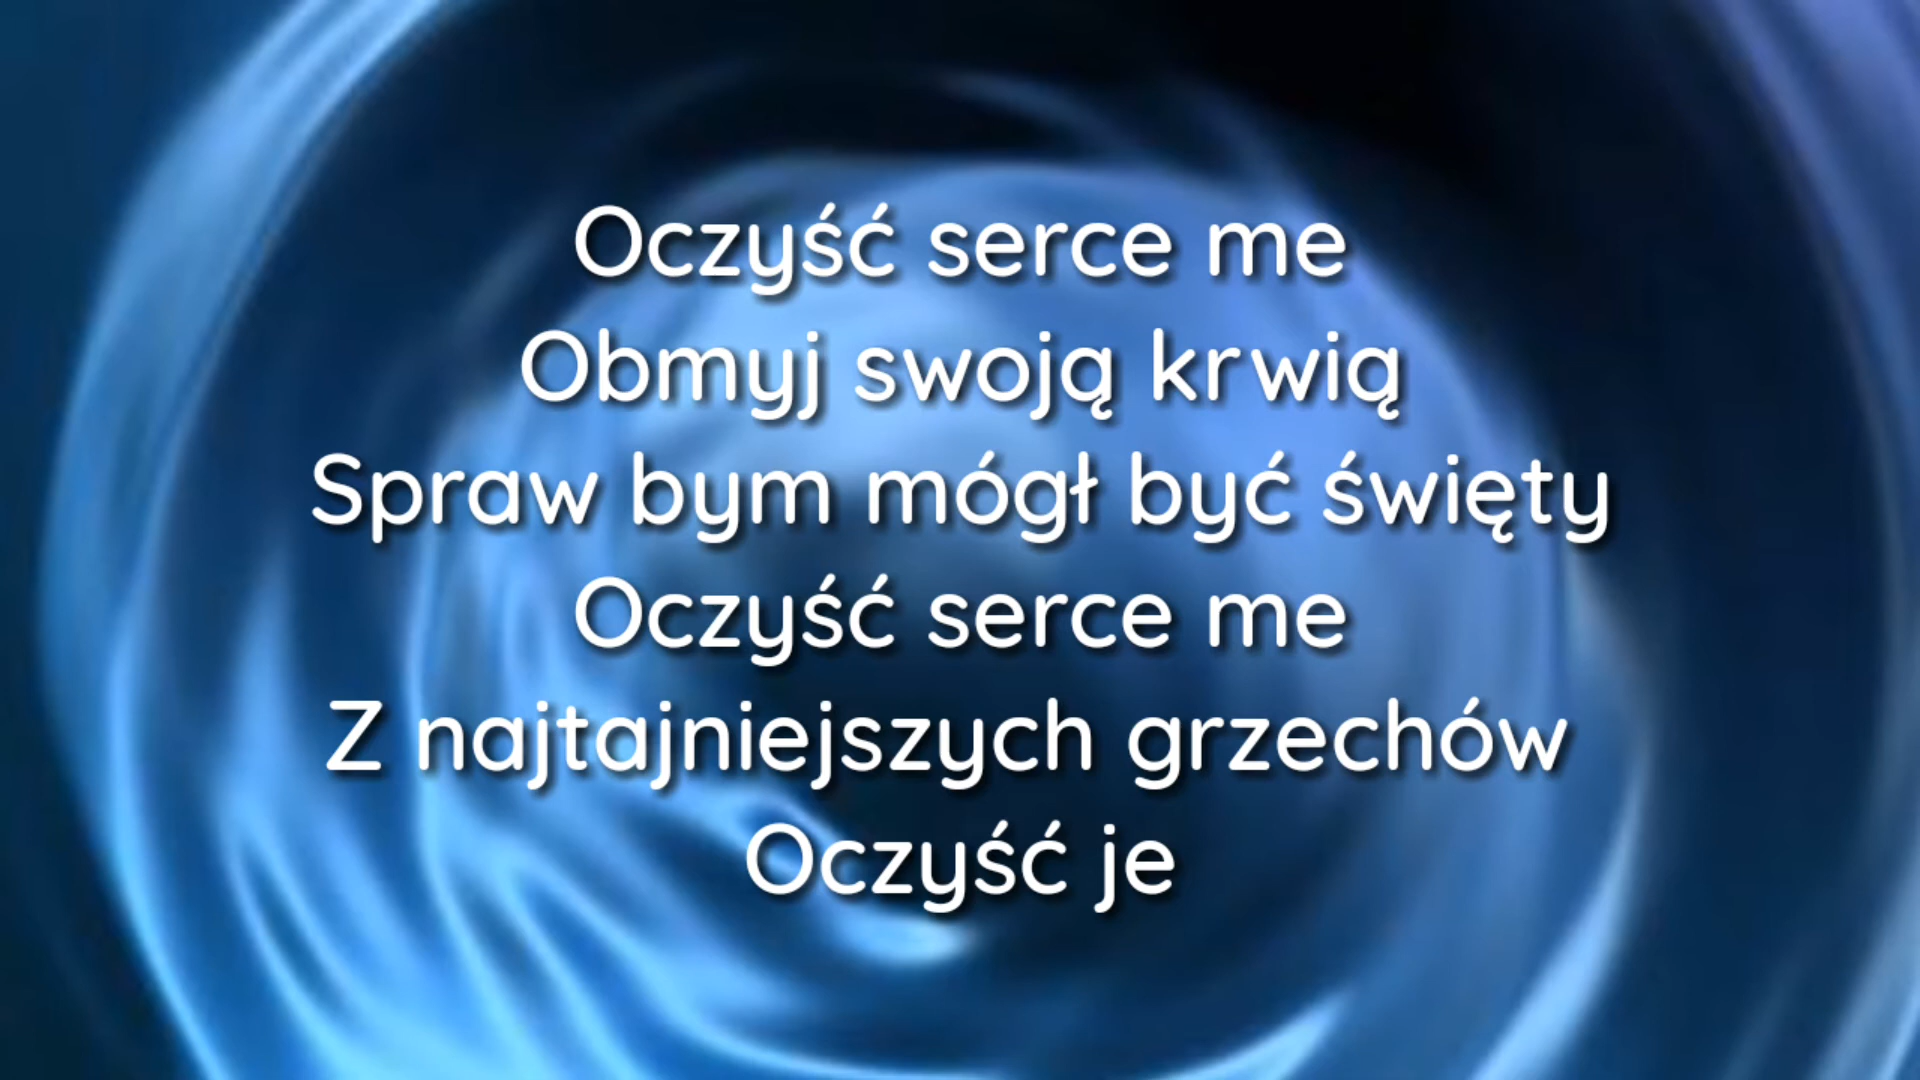 Oczyść serce me
Obmyj swoją krwią
Spraw bym mógł być święty
Oczyść serce me
Z najtajniejszych grzechów
Oczyść je